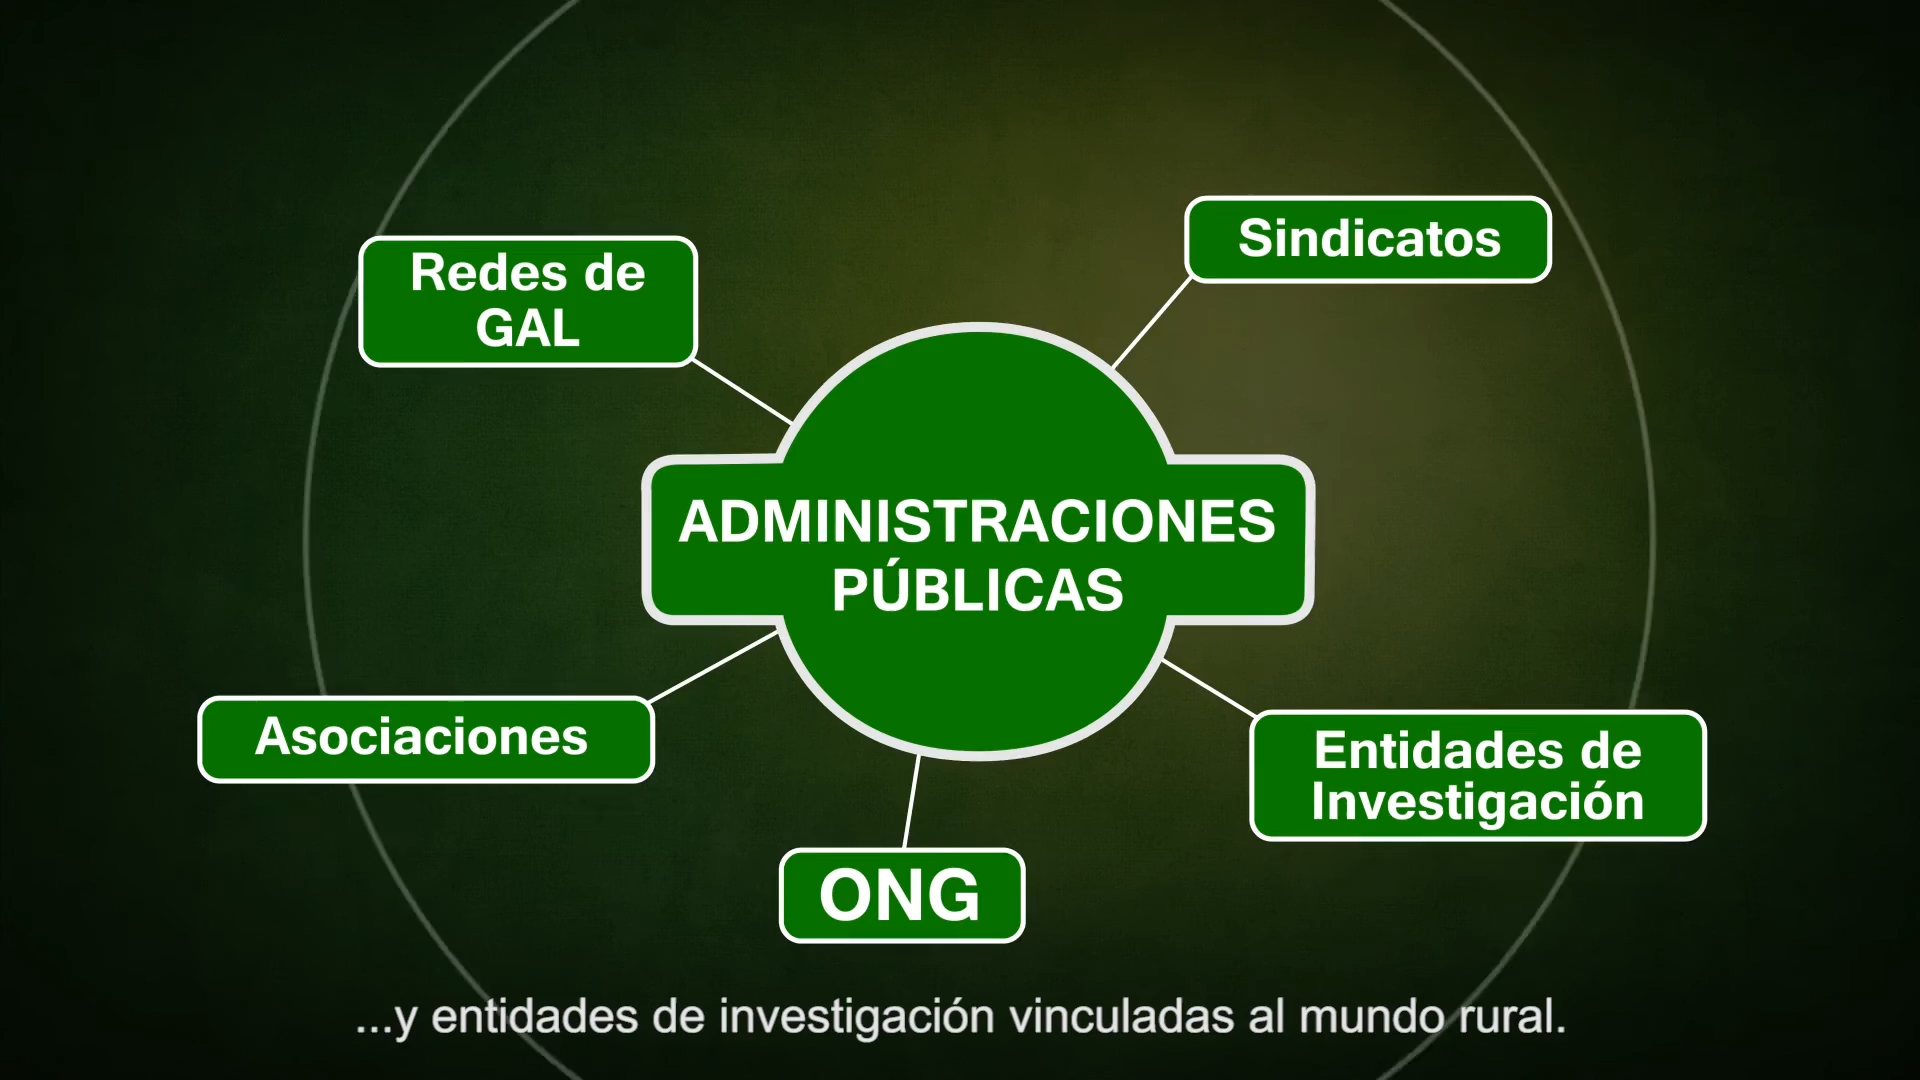 Sindicatos
Redes de
GAL
ADMINISTRACIONES
PÚBLICAS
Asociaciones
Entidades de
Investigación
ONG
...y entidades de investigación vinculadas al mundo rural.